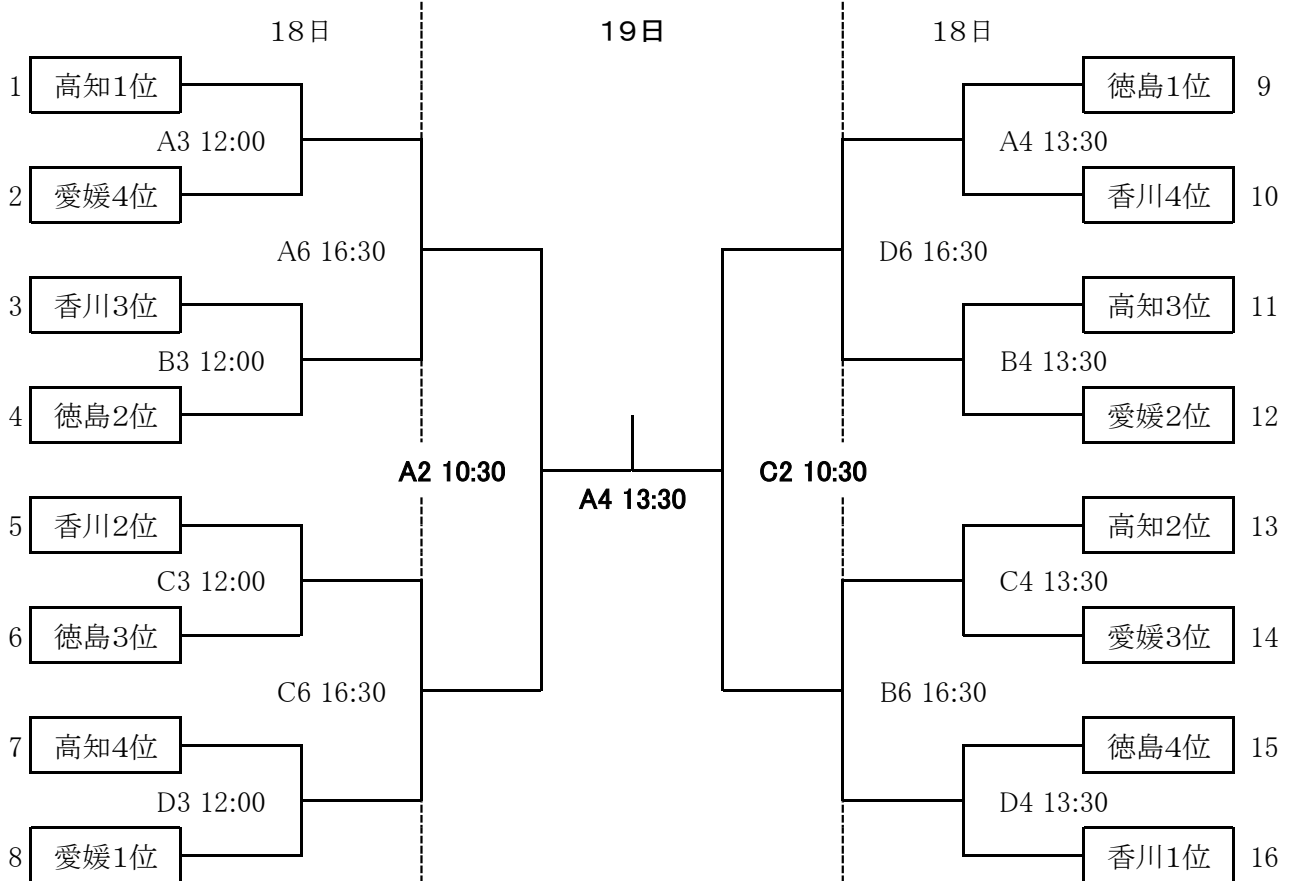 18日 19日 18日
1 高知1位 徳島1位 9
A3 12:00 A4 13:30
2 愛媛4位 香川4位 10
A6 16:30 D6 16:30
3 香川3位 高知3位 11
B3 12:00 B4 13:30
4 徳島2位 愛媛2位 12
A2 10:30 C2 10:30
A4 13:30
5 香川2位 高知2位 13
C3 12:00 C4 13:30
6 徳島3位 愛媛3位 14
C6 16:30 B6 16:30
7 高知4位 徳島4位 15
D3 12:00 D4 13:30
8 愛媛1位 香川1位 16